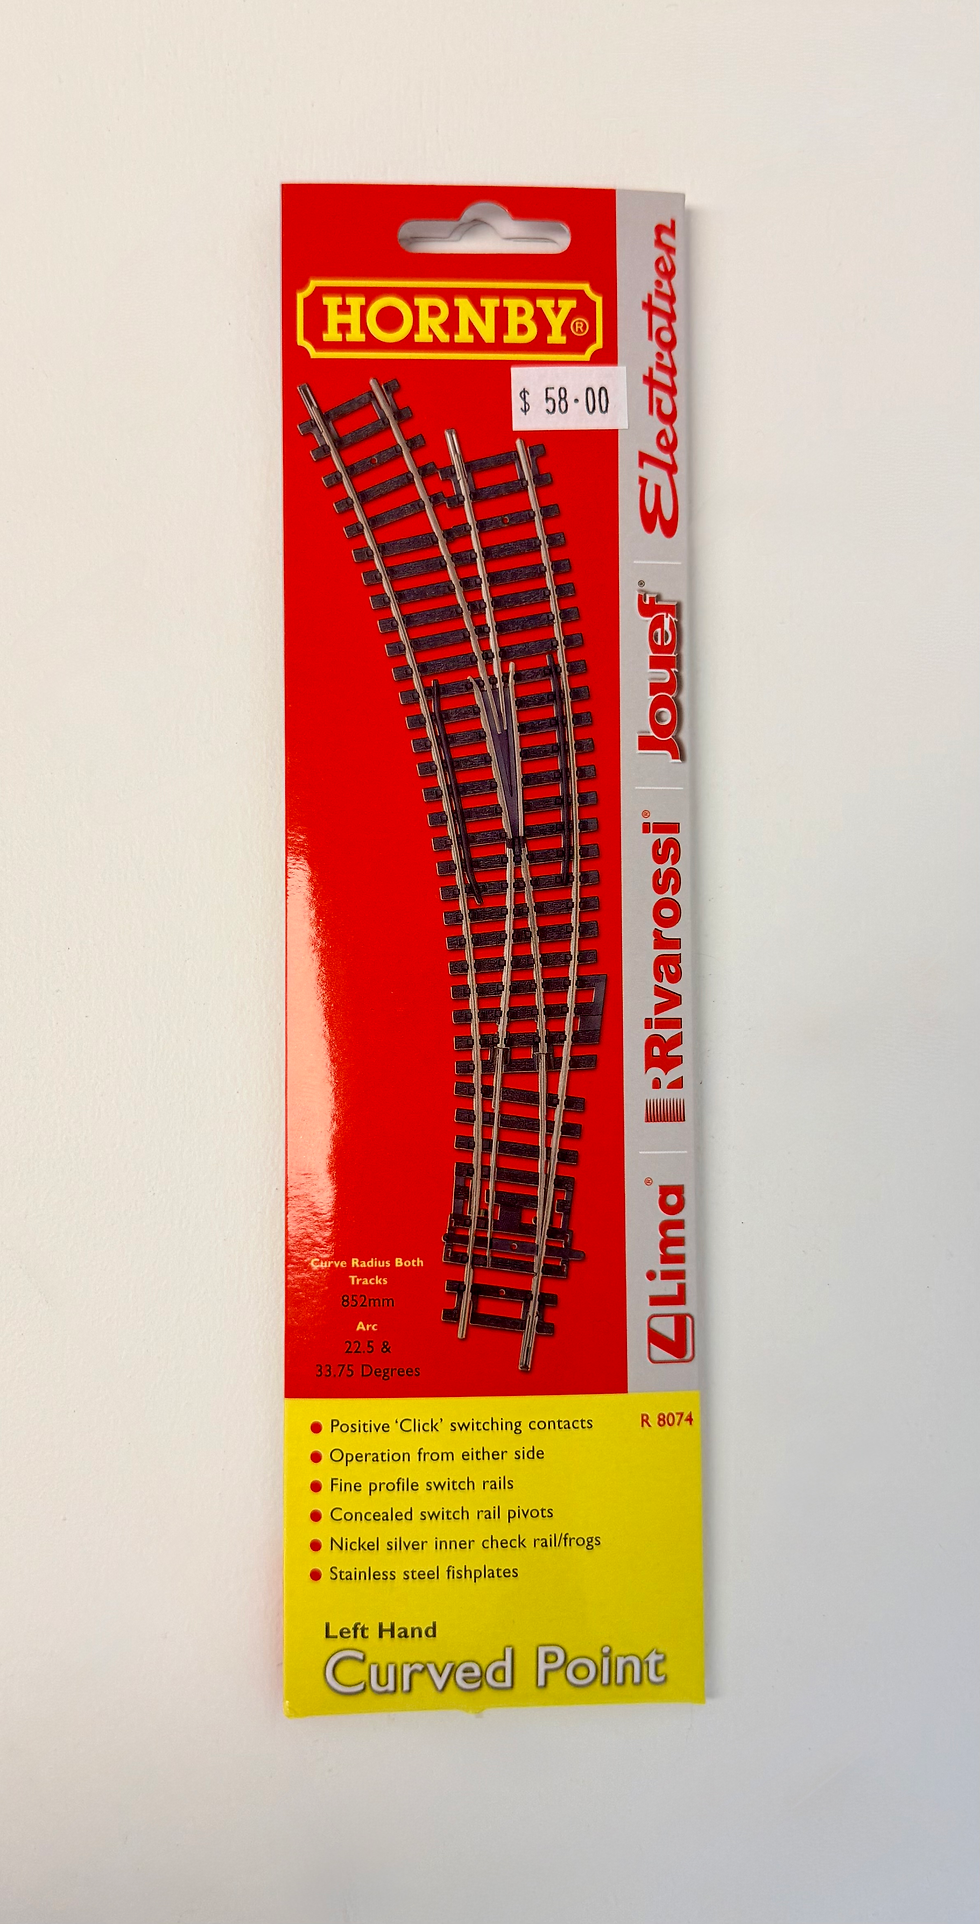 HORNBY®
$ 58·00
Electrotren
Jouef®
Rivarossi®
Lima®
Curve Radius Both
Tracks
852mm
Arc
22.5 &
33.75 Degrees
R 8074
Positive ‘Click’ switching contacts
Operation from either side
Fine profile switch rails
Concealed switch rail pivots
Nickel silver inner check rail/frogs
Stainless steel fishplates
Left Hand
Curved Point